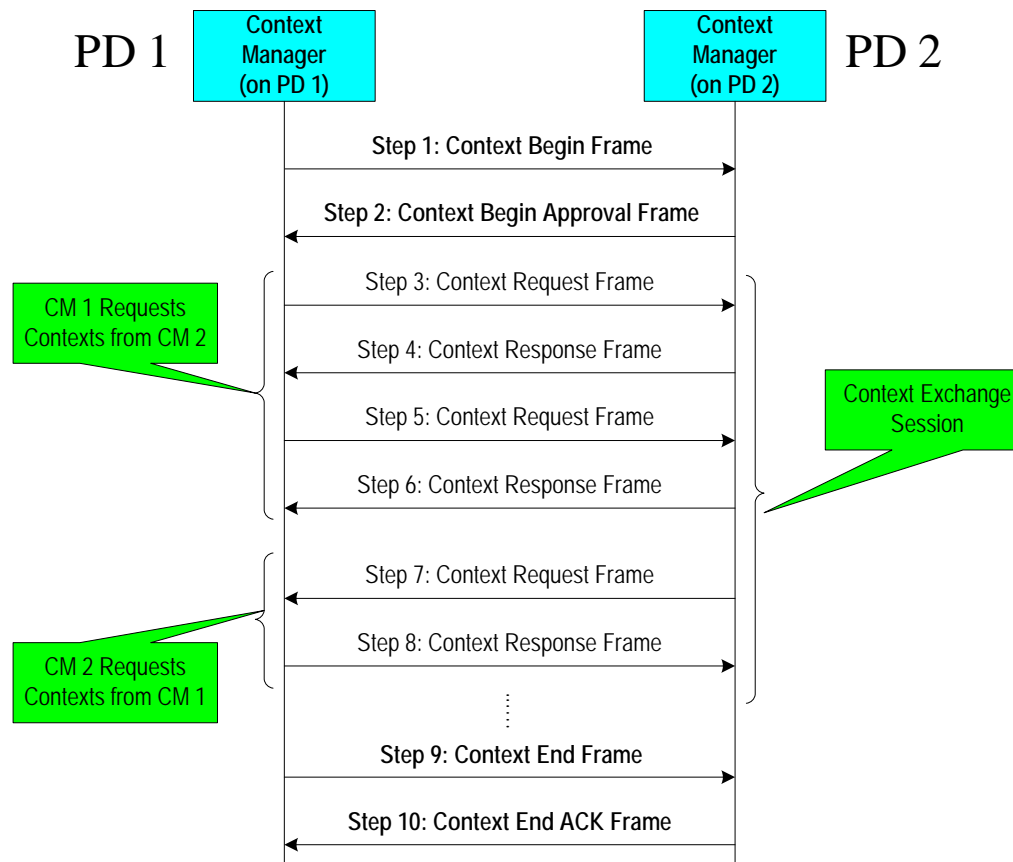 PD 1
Context
Manager
(on PD 1)
Context
Manager
(on PD 2)
PD 2
Step 1: Context Begin Frame
Step 2: Context Begin Approval Frame
Step 3: Context Request Frame
CM 1 Requests
Contexts from CM 2
Step 4: Context Response Frame
Context Exchange
Session
Step 5: Context Request Frame
Step 6: Context Response Frame
Step 7: Context Request Frame
Step 8: Context Response Frame
CM 2 Requests
Contexts from CM 1
Step 9: Context End Frame
Step 10: Context End ACK Frame